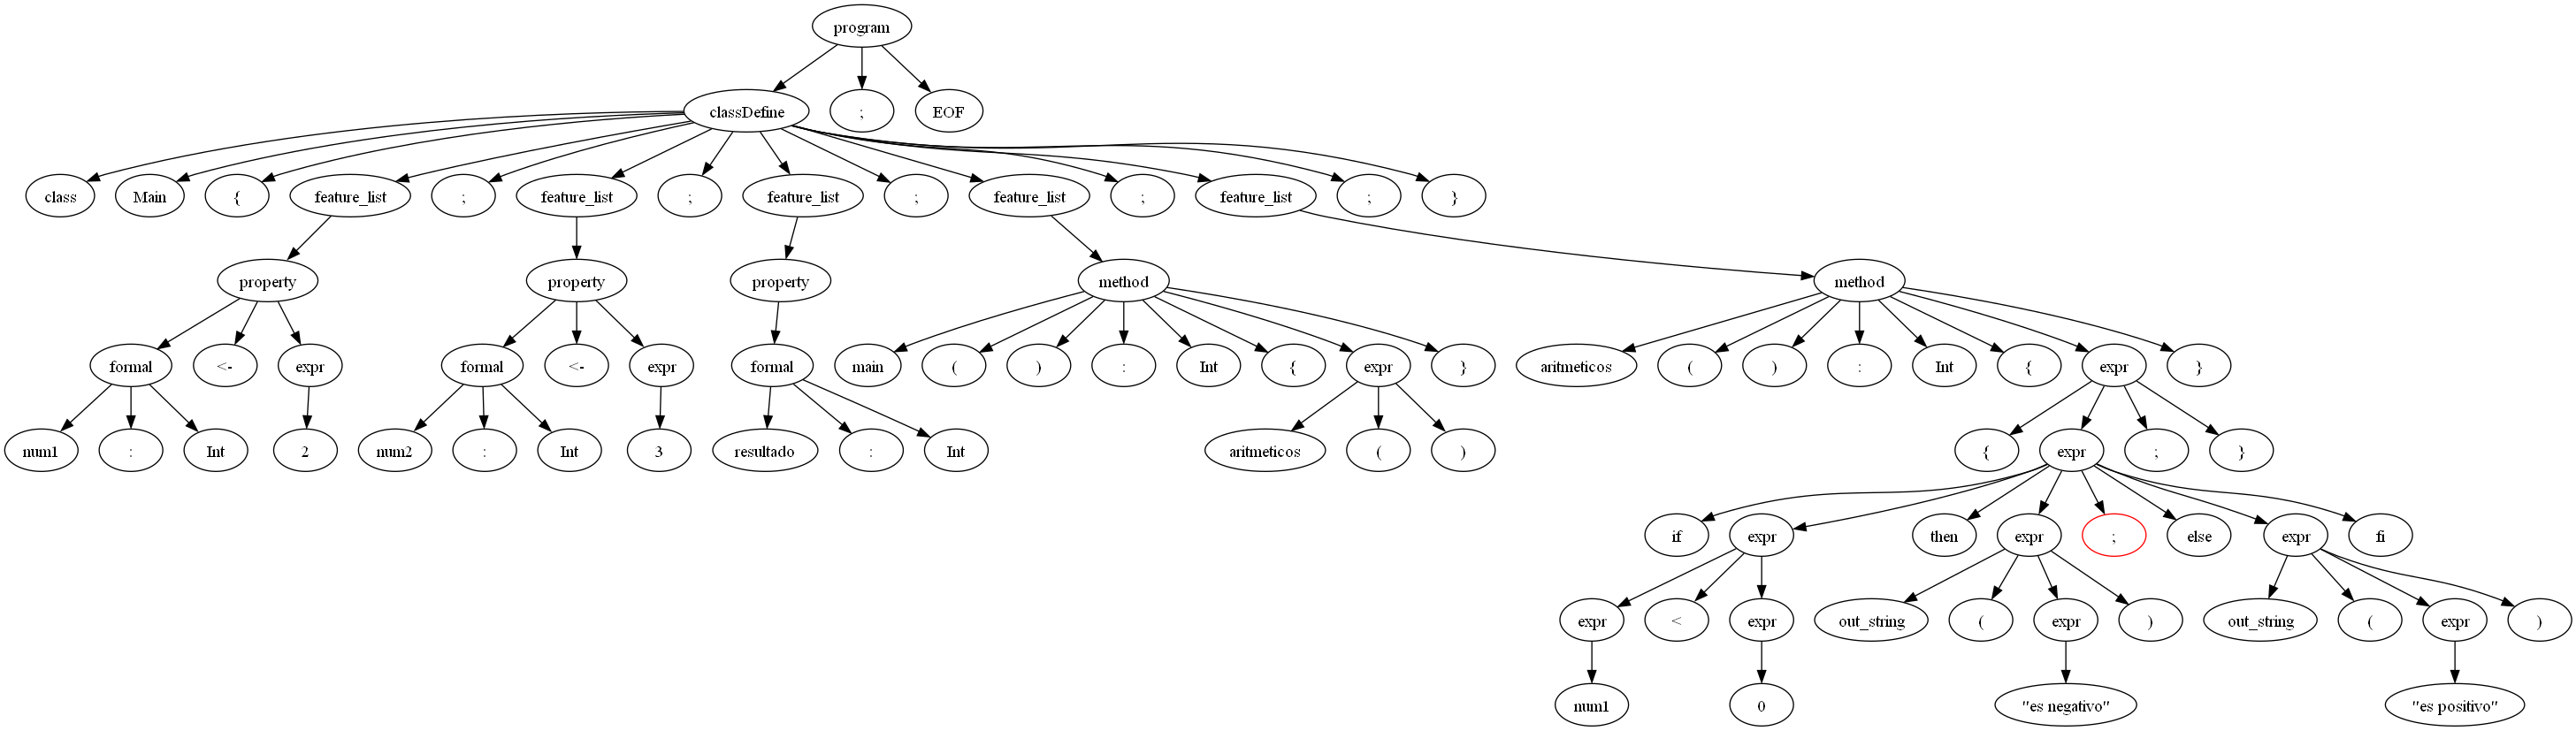 program
classDefine ; EOF
class Main { feature_list ; feature_list ; feature_list ; feature_list ; feature_list ; }
property property property method method
formal <- expr formal <- expr formal main ( ) : Int { expr } aritmeticos ( ) : Int { expr }
num1 : Int 2 num2 : Int 3 resultado : Int aritmeticos ( ) { expr ; }
if expr then expr ; else expr fi
expr < expr out_string ( expr ) out_string ( expr )
num1 0 "es negativo" "es positivo"